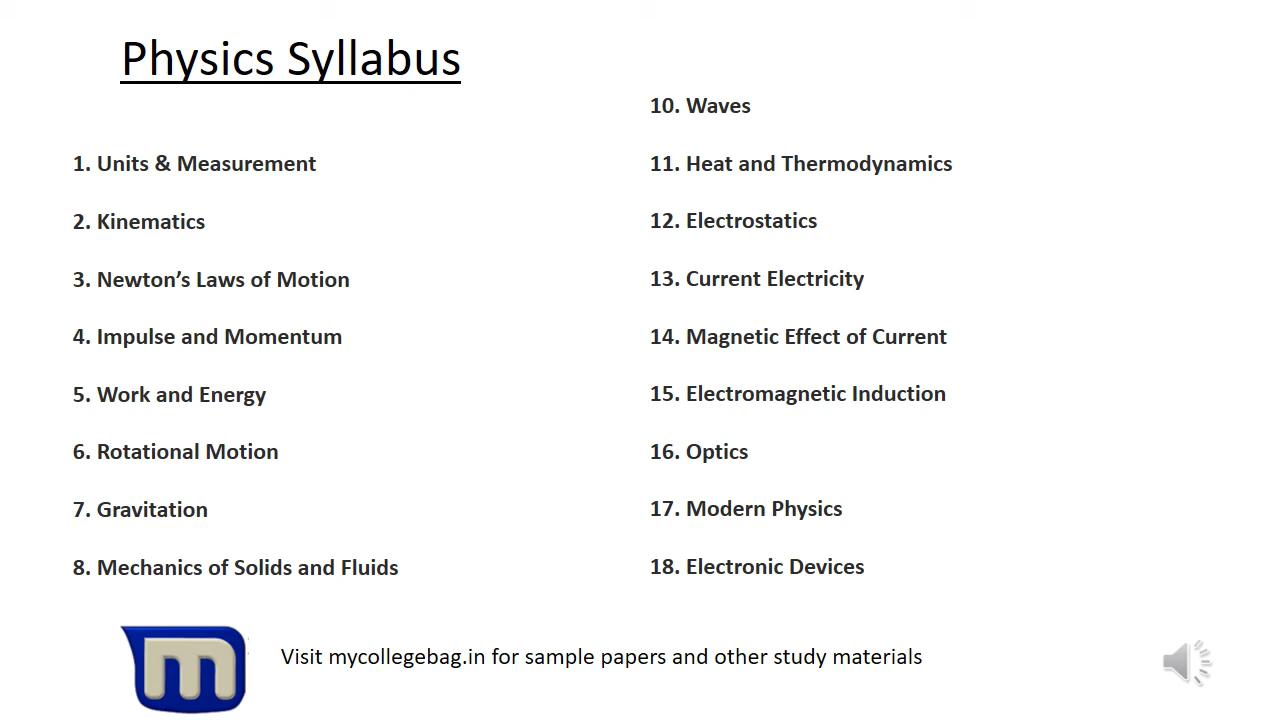 Physics Syllabus
1. Units & Measurement
2. Kinematics
3. Newton’s Laws of Motion
4. Impulse and Momentum
5. Work and Energy
6. Rotational Motion
7. Gravitation
8. Mechanics of Solids and Fluids
10. Waves
11. Heat and Thermodynamics
12. Electrostatics
13. Current Electricity
14. Magnetic Effect of Current
15. Electromagnetic Induction
16. Optics
17. Modern Physics
18. Electronic Devices
m
Visit mycollegebag.in for sample papers and other study materials